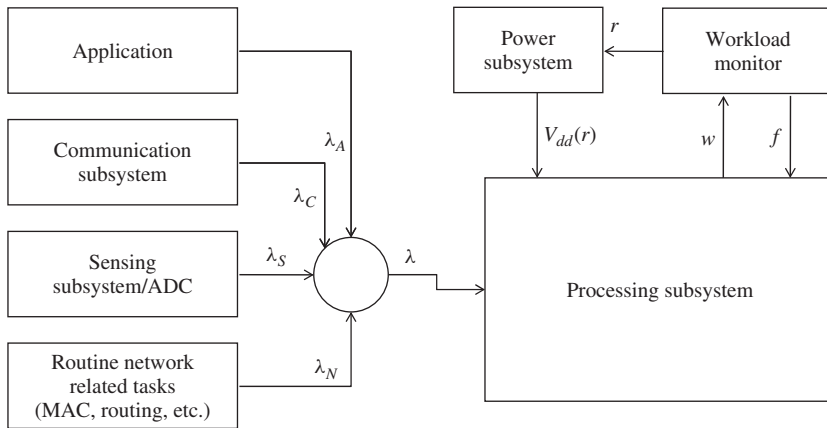 Application
Communication
subsystem
Sensing
subsystem/ADC
Routine network
related tasks
(MAC, routing, etc.)
λ_A
λ_C
λ_S
λ_N
λ
Power
subsystem
r
Workload
monitor
V_dd(r)
w
f
Processing subsystem